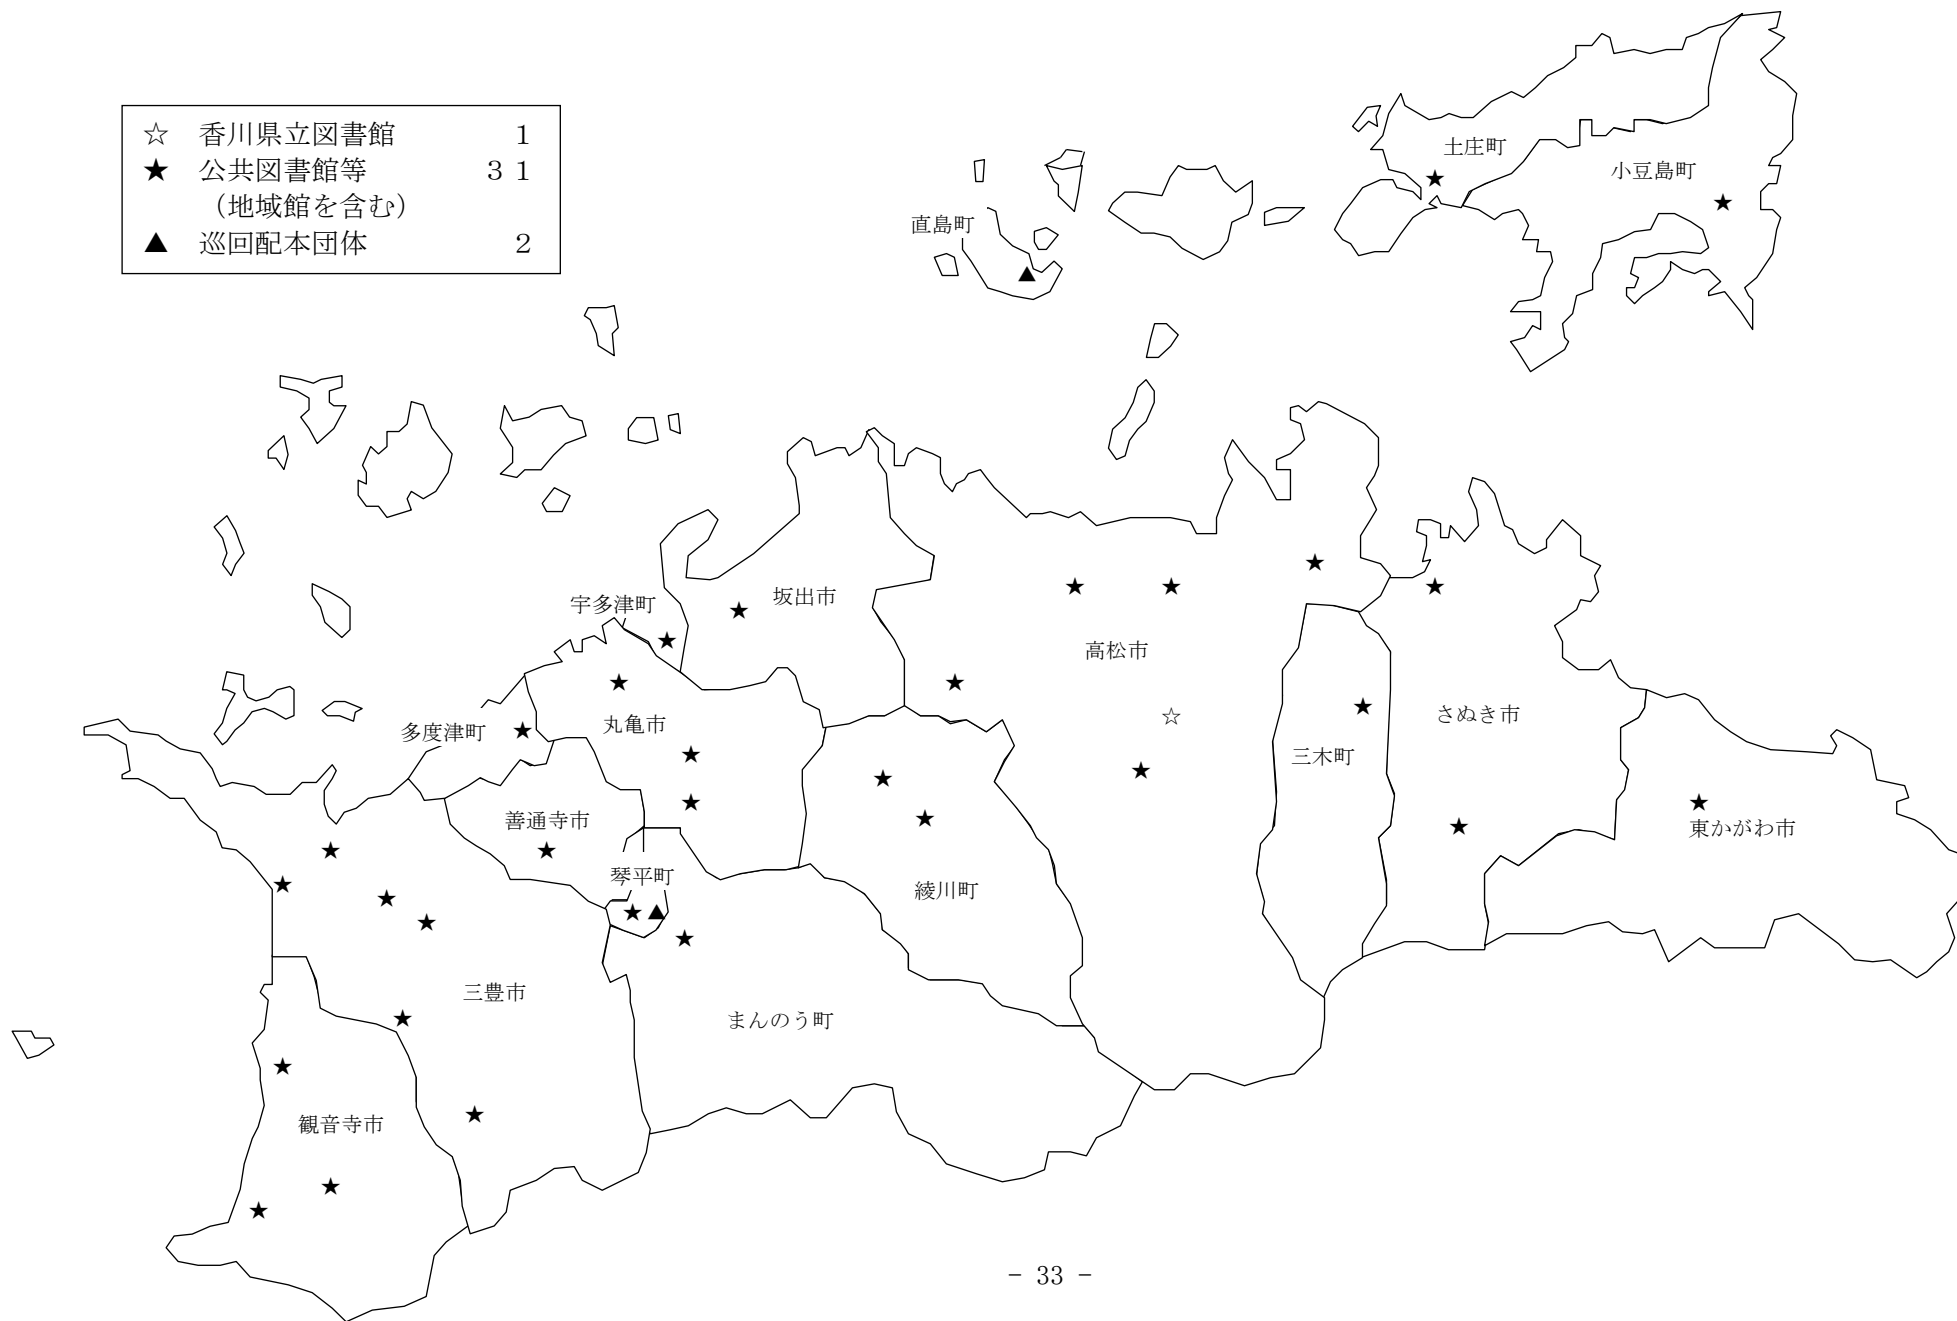 ☆ 香川県立図書館 1
★ 公共図書館等 31
(地域館を含む)
▲ 巡回配本団体 2
土庄町
小豆島町
直島町
宇多津町
坂出市
高松市
多度津町
丸亀市
さぬき市
三木町
善通寺市
東かがわ市
琴平町
綾川町
三豊市
まんのう町
観音寺市
- 33 -